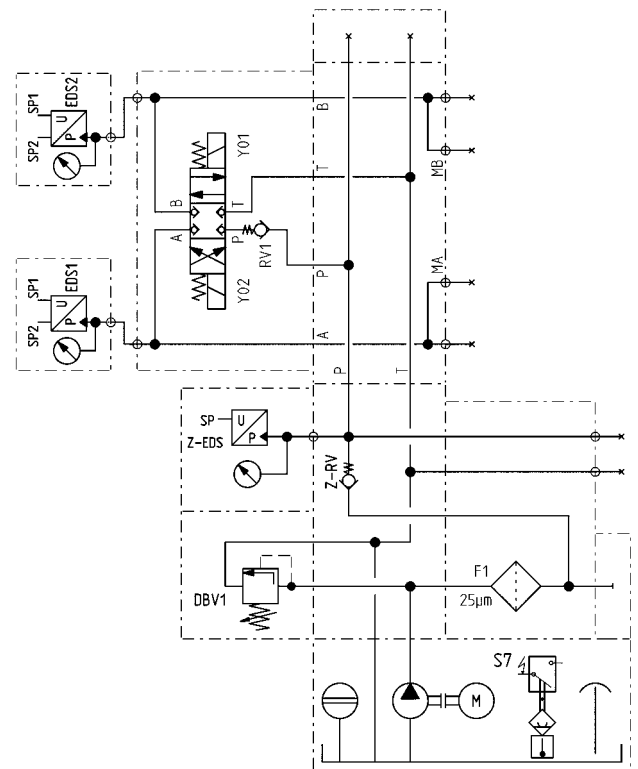 SP1
SP2
U
P
EDS2
Y01
B
T
B
T
MB
A
P
RV1
Y02
P
MA
SP1
SP2
U
P
EDS1
A
P
T
SP
Z-EDS
U
P
Z-RV
DBV1
F1
25µm
S7
M